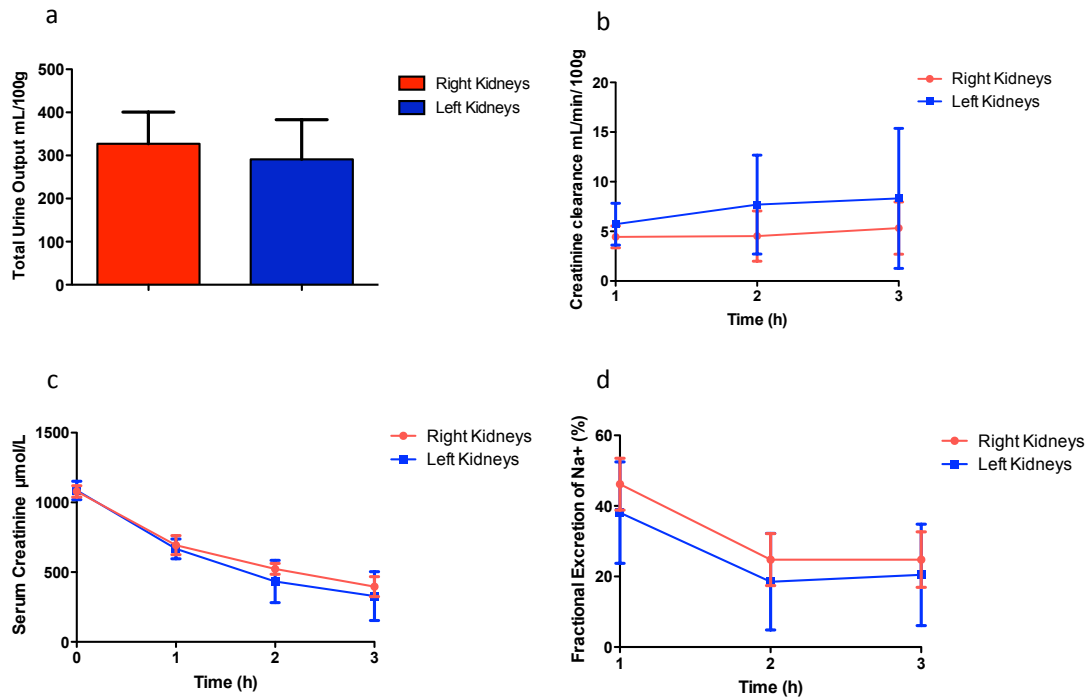 a
Total Urine Output mL/100g
500
400
300
200
100
0
Right Kidneys
Left Kidneys
b
Creatinine clearance mL/min/ 100g
20
15
10
5
0
1 2 3
Time (h)
Right Kidneys
Left Kidneys
c
Serum Creatinine µmol/L
1500
1000
500
0
0 1 2 3
Time (h)
Right Kidneys
Left Kidneys
d
Fractional Excretion of Na+ (%)
60
40
20
0
1 2 3
Time (h)
Right Kidneys
Left Kidneys